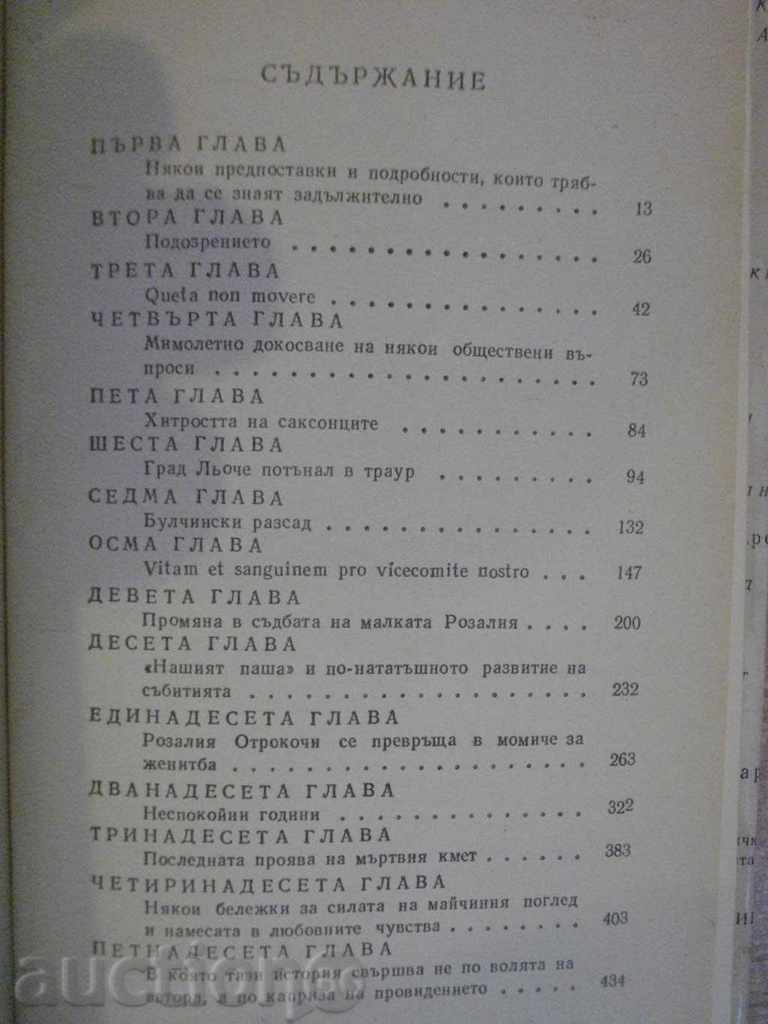 СЪДЪРЖАНИЕ
ПЪРВА ГЛАВА
Някои предпоставки и подробности, които тряб-
ва да се знаят задължително . . . . . . . . . 13
ВТОРА ГЛАВА
Подозрението . . . . . . . . . . . . . . . . . 26
ТРЕТА ГЛАВА
Queta non movere . . . . . . . . . . . . . . . 42
ЧЕТВЪРТА ГЛАВА
Мимолетно докосване на някои обществени въ-
проси . . . . . . . . . . . . . . . . . . . . . 73
ПЕТА ГЛАВА
Хитростта на саксонците . . . . . . . . . . . 84
ШЕСТА ГЛАВА
Град Льоче потънал в траур . . . . . . . . . 94
СЕДМА ГЛАВА
Булчински разсад . . . . . . . . . . . . . . . 132
ОСМА ГЛАВА
Vitam et sanguinem pro vicecomite nostro . . . 147
ДЕВЕТА ГЛАВА
Промяна в съдбата на малката Розалия . . . . 200
ДЕСЕТА ГЛАВА
«Нашият паша» и по-нататъшното развитие на
събитията . . . . . . . . . . . . . . . . . . . 232
ЕДИНАДЕСЕТА ГЛАВА
Розалия Отрокочи се превръща в момиче за
женитба . . . . . . . . . . . . . . . . . . . . 263
ДВАНАДЕСЕТА ГЛАВА
Неспокойни години . . . . . . . . . . . . . . 322
ТРИНАДЕСЕТА ГЛАВА
Последната проява на мъртвия кмет . . . . . . 383
ЧЕТИРИНАДЕСЕТА ГЛАВА
Някои бележки за силата на майчиния поглед
и намесата в любовните чувства . . . . . . . . 403
ПЕТНАДЕСЕТА ГЛАВА
В която тази история свършва не по волята на
автора, а по каприза на провидението . . . . . 434